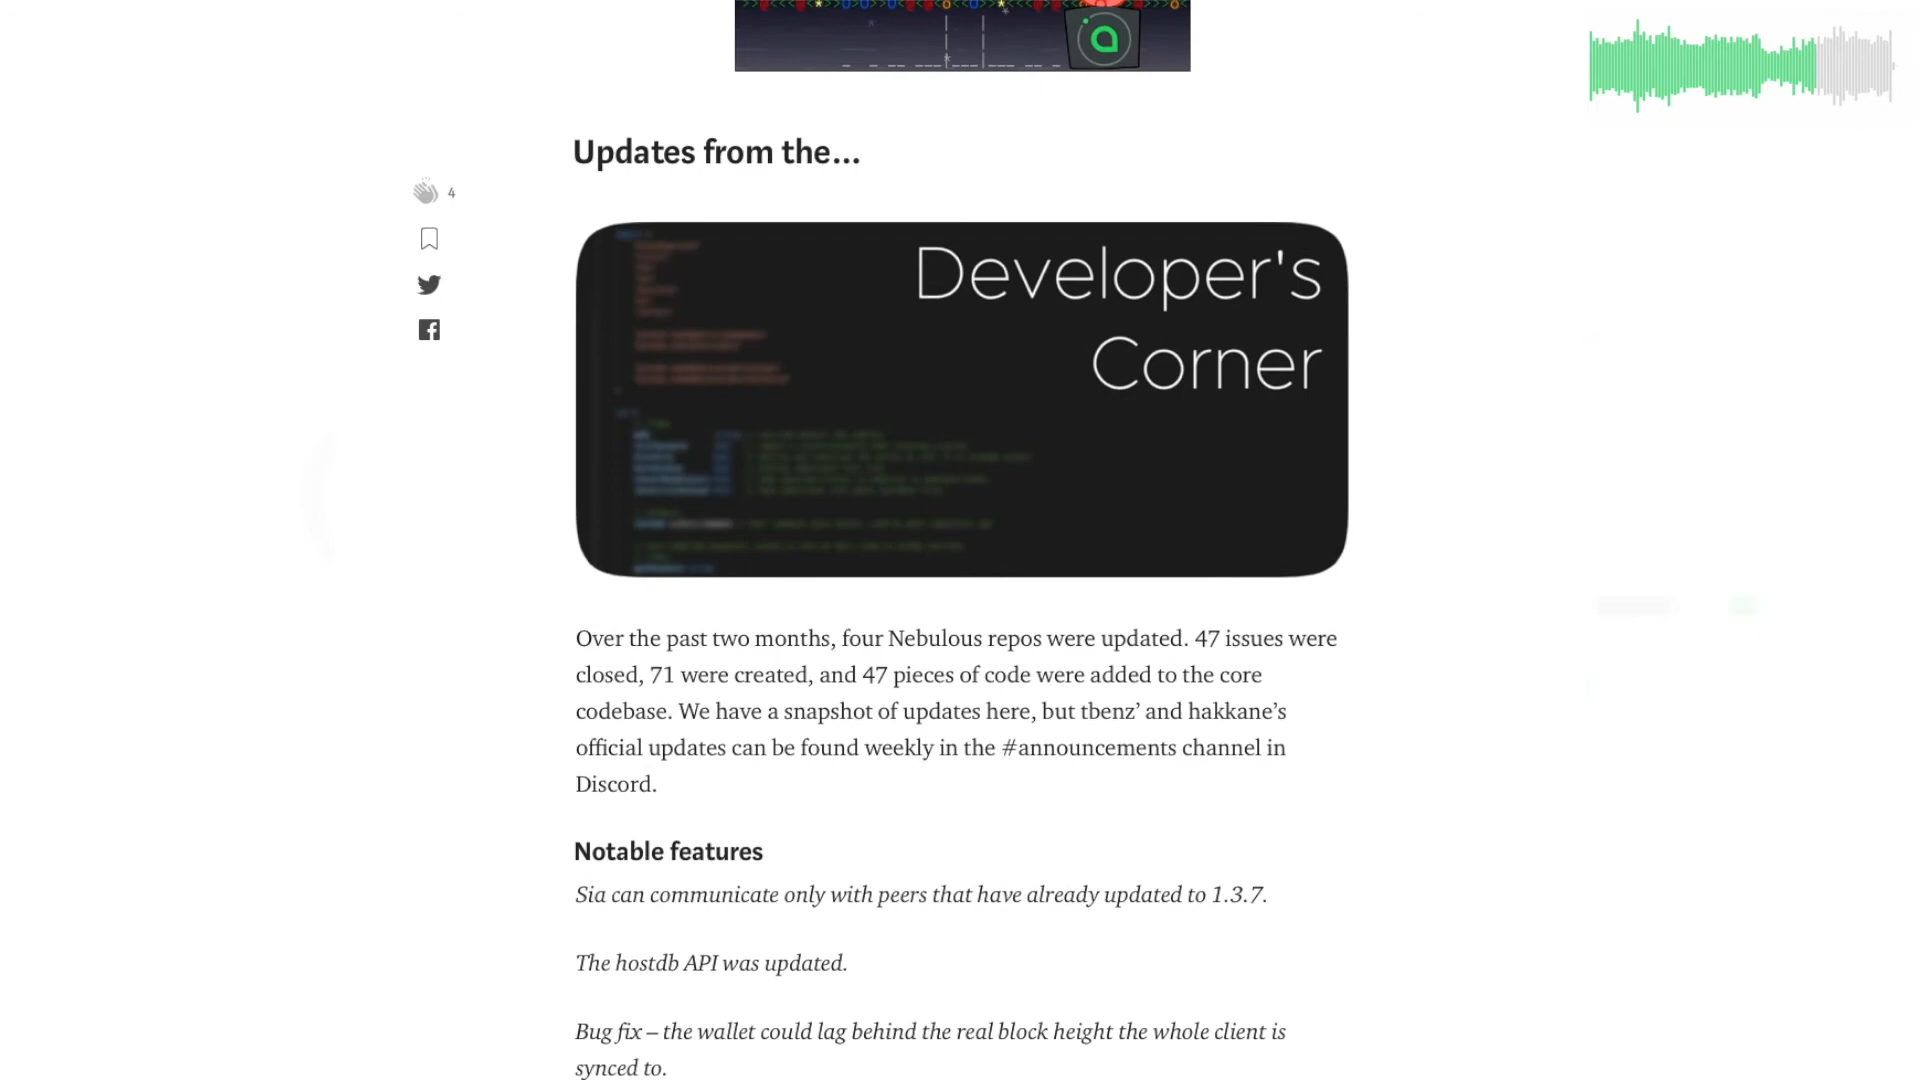 Updates from the...
4
Developer's
Corner
Over the past two months, four Nebulous repos were updated. 47 issues were
closed, 71 were created, and 47 pieces of code were added to the core
codebase. We have a snapshot of updates here, but tbenz’ and hakkane’s
official updates can be found weekly in the #announcements channel in
Discord.
Notable features
Sia can communicate only with peers that have already updated to 1.3.7.
The hostdb API was updated.
Bug fix – the wallet could lag behind the real block height the whole client is
synced to.